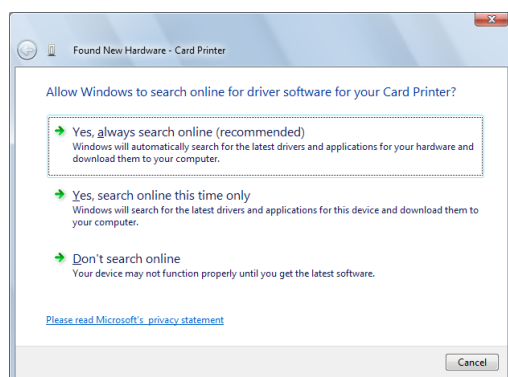 Found New Hardware - Card Printer
Allow Windows to search online for driver software for your Card Printer?
Yes, always search online (recommended)
Windows will automatically search for the latest drivers and applications for your hardware and
download them to your computer.
Yes, search online this time only
Windows will search for the latest drivers and applications for this device and download them to
your computer.
Don't search online
Your device may not function properly until you get the latest software.
Please read Microsoft's privacy statement
Cancel